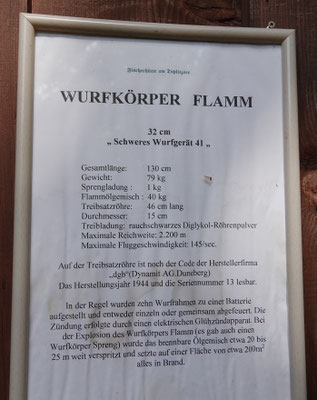 Fischerhütte am Toplitzsee
WURFKÖRPER FLAMM
32 cm
„ Schweres Wurfgerät 41 „
Gesamtlänge: 130 cm
Gewicht: 79 kg
Sprengladung : 1 kg
Flammölgemisch : 40 kg
Treibsatzröhre: 46 cm lang
Durchmesser: 15 cm
Treibladung: rauchschwarzes Diglykol-Röhrenpulver
Maximale Reichweite: 2.200 m
Maximale Fluggeschwindigkeit: 145/sec.
Auf der Treibsatzröhre ist noch der Code der Herstellerfirma
„dgb“(Dynamit AG,Duneberg)
Das Herstellungsjahr 1944 und die Seriennummer 13 lesbar.
In der Regel wurden zehn Wurfrahmen zu einer Batterie
aufgestellt und entweder einzeln oder gemeinsam abgefeuert. Die
Zündung erfolgte durch einen elektrischen Glühzündapparat. Bei
der Explosion des Wurfkörpers Flamm (es gab auch einen
Wurfkörper Spreng) wurde das brennbare Ölgemisch etwa 20 bis
25 m weit verspritzt und setzte auf einer Fläche von etwa 200m²
alles in Brand.